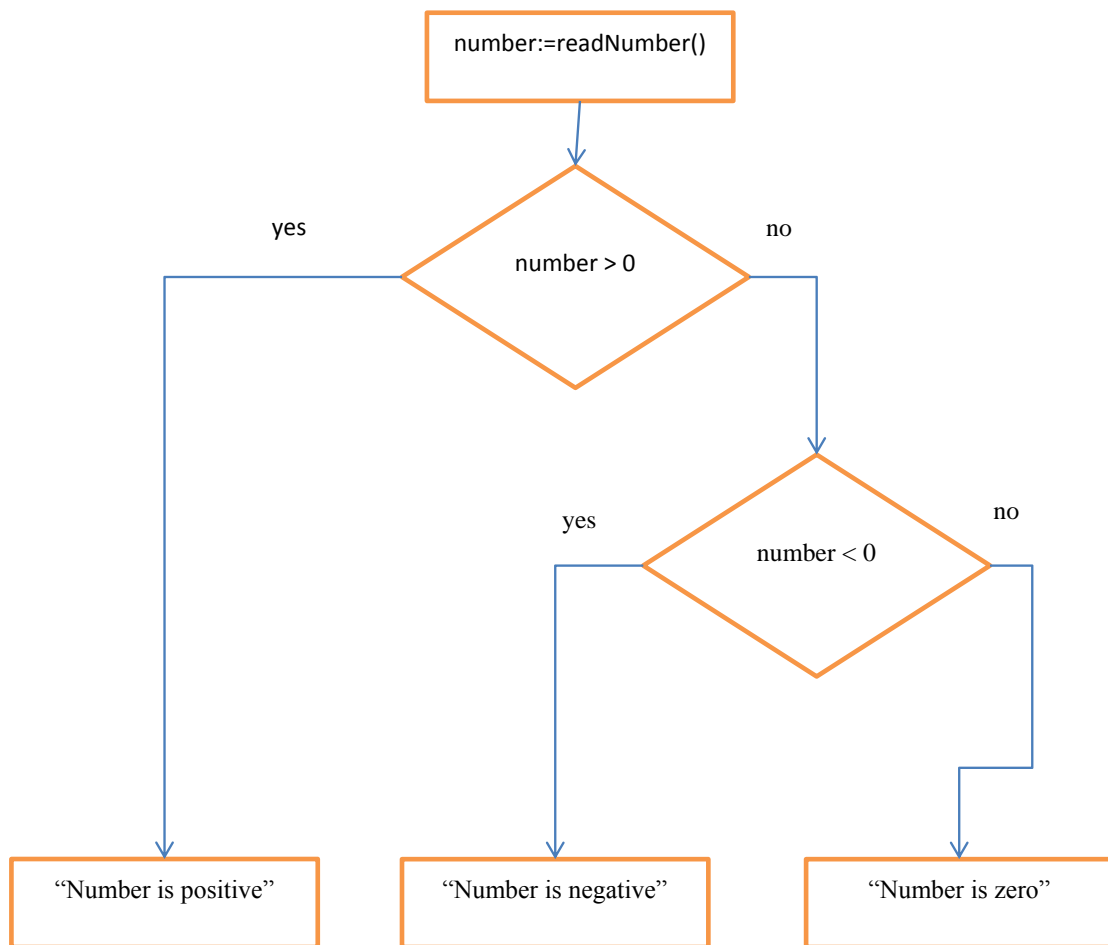 number:=readNumber()
yes
no
number > 0
yes
no
number < 0
“Number is positive”
“Number is negative”
“Number is zero”